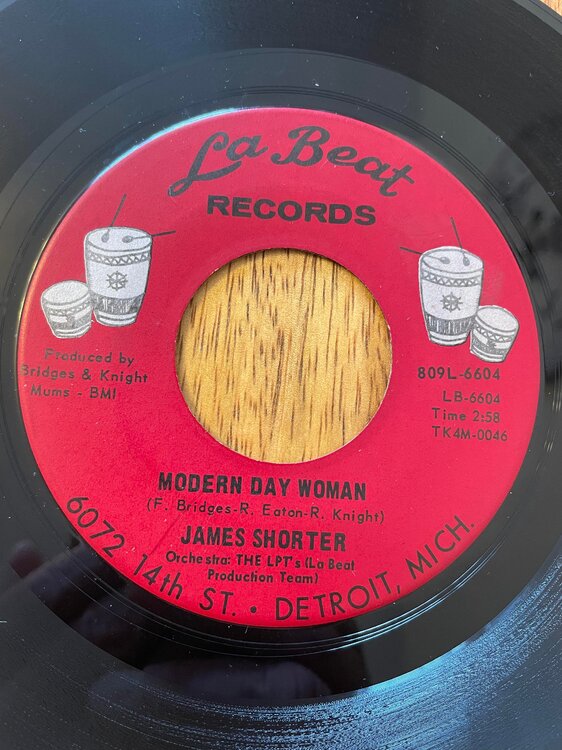 La Beat
RECORDS
Produced by
Bridges & Knight
Mums - BMI
809L-6604
LB-6604
Time 2:58
TK4M-0046
MODERN DAY WOMAN
(F. Bridges-R. Eaton-R. Knight)
JAMES SHORTER
Orchestra: THE LPT's (La Beat
Production Team)
6072 14th ST. • DETROIT, MICH.